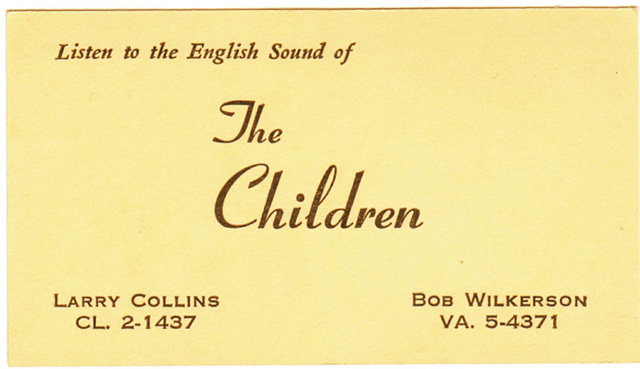 Listen to the English Sound of
The
Children
LARRY COLLINS
CL. 2-1437
BOB WILKERSON
VA. 5-4371